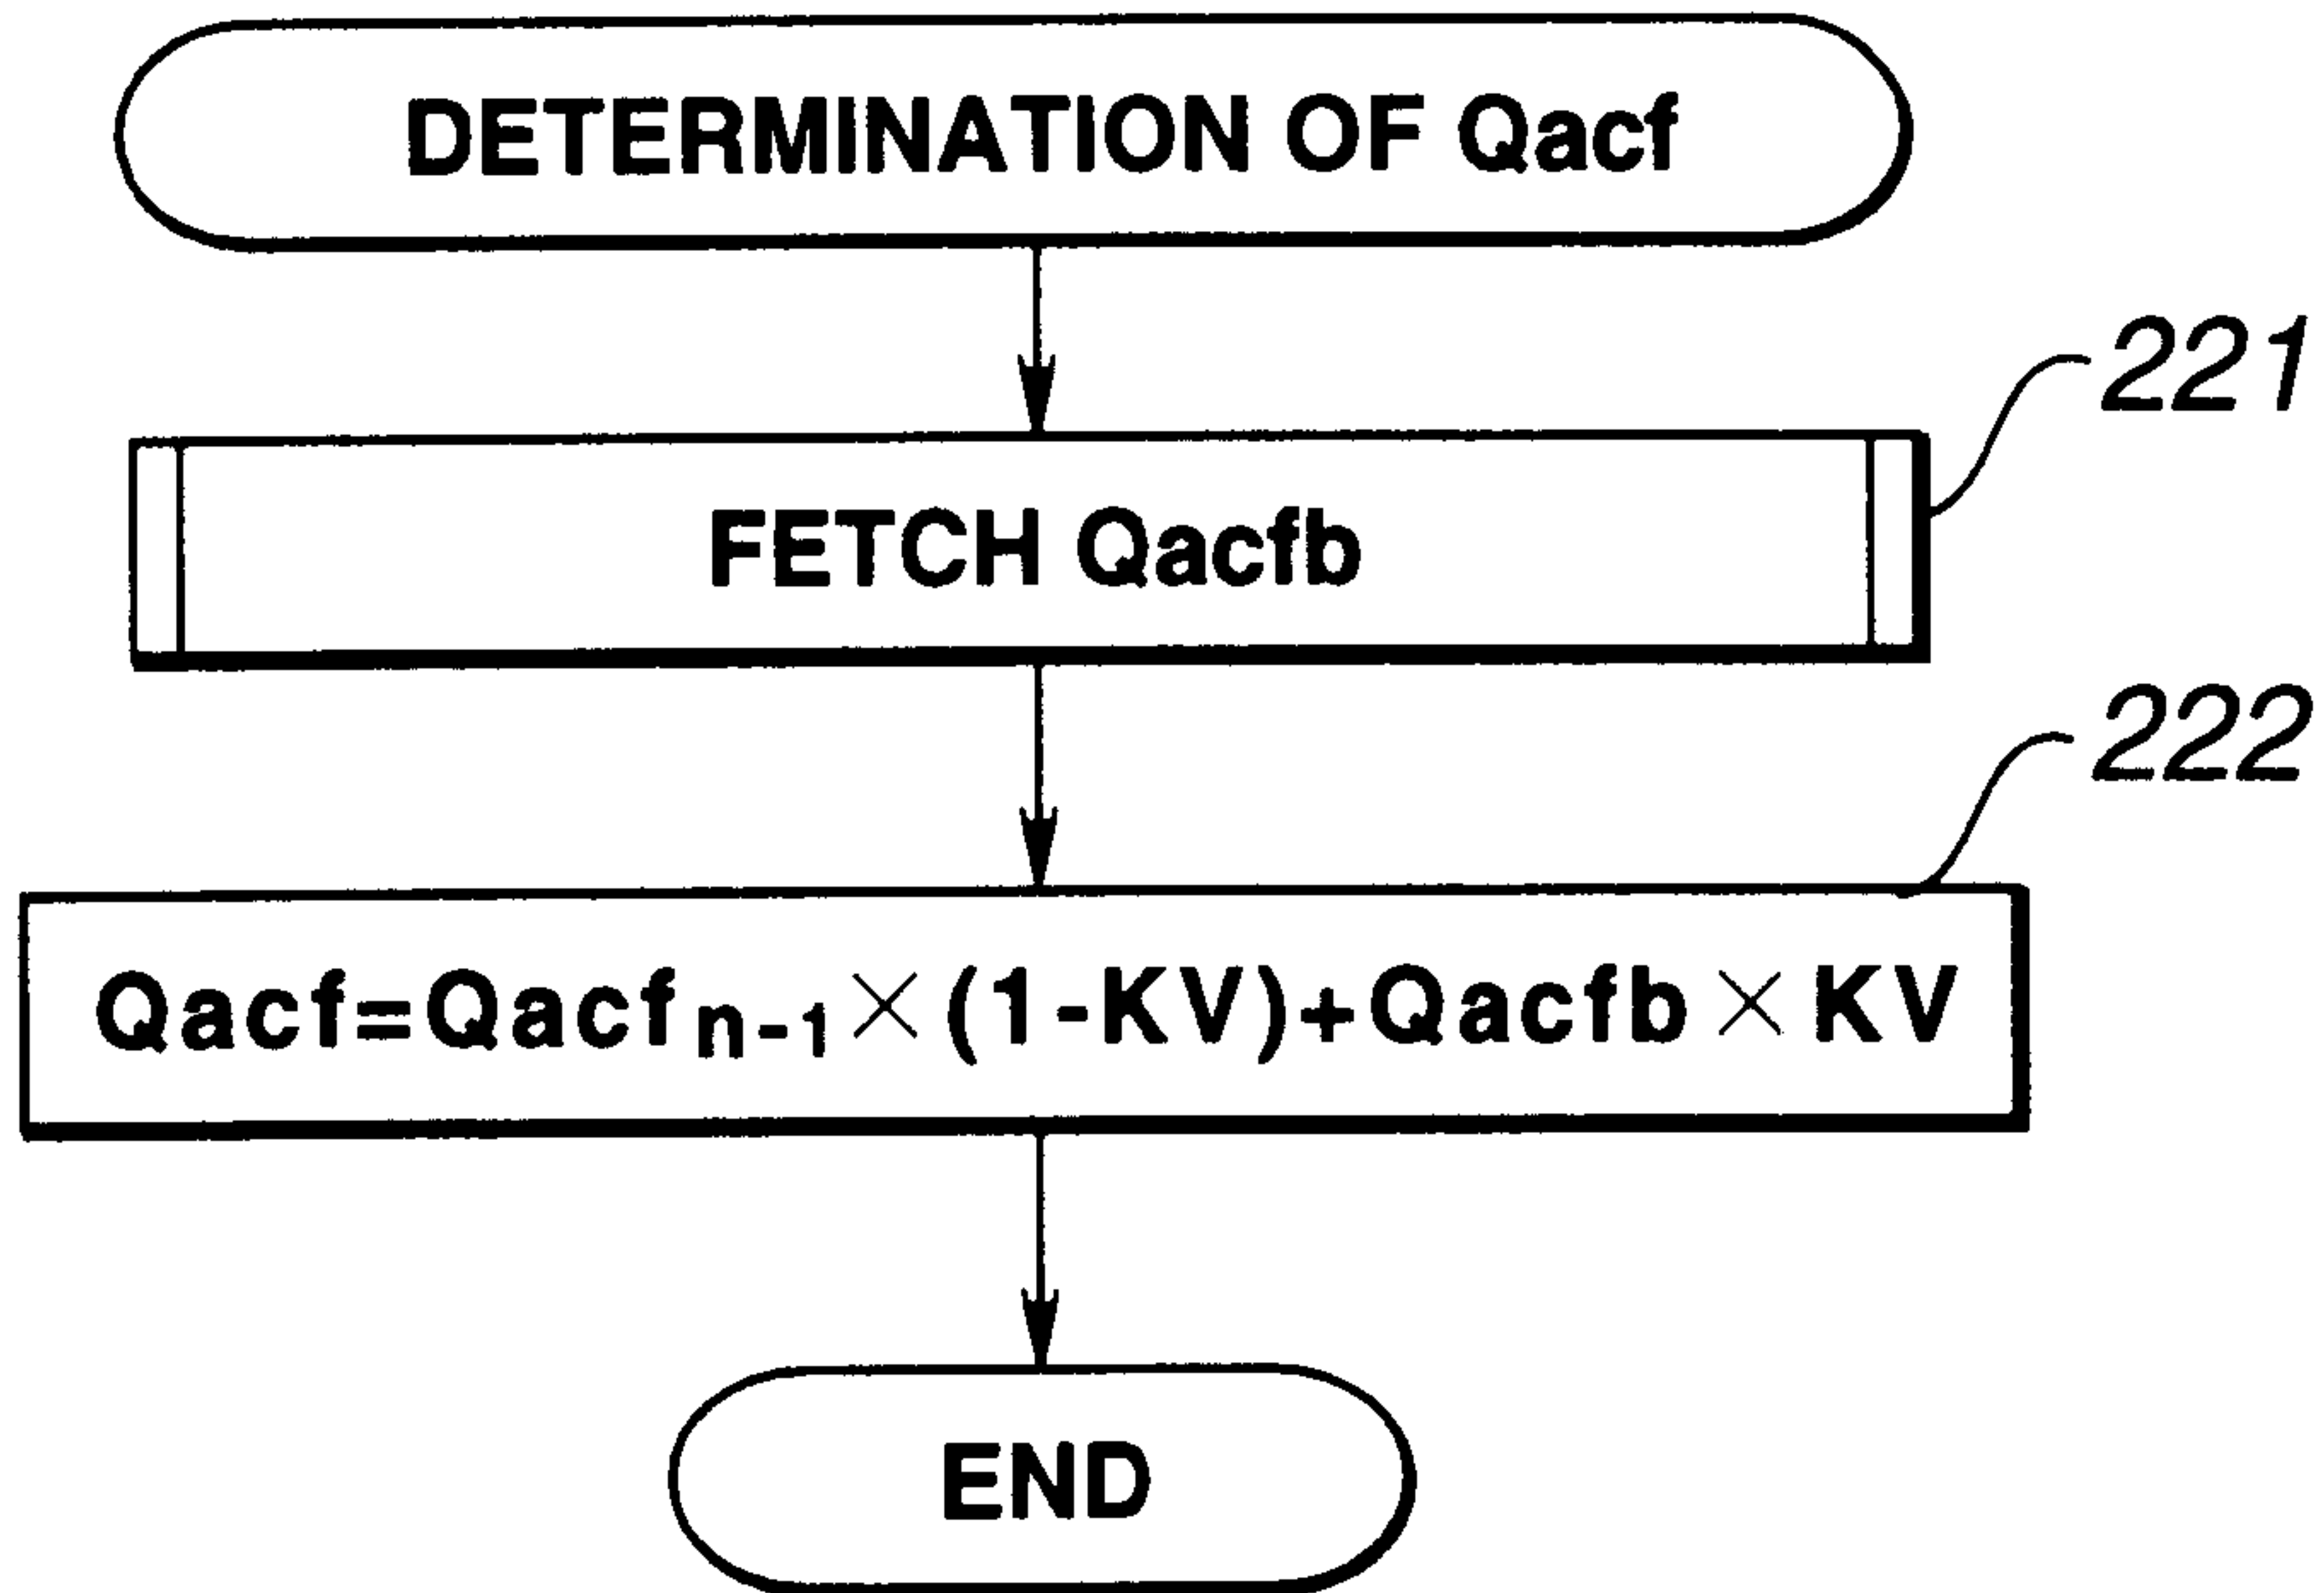 DETERMINATION OF Qacf
221
FETCH Qacfb
222
Qacf=Qacfn-1×(1-KV)+Qacfb×KV
END